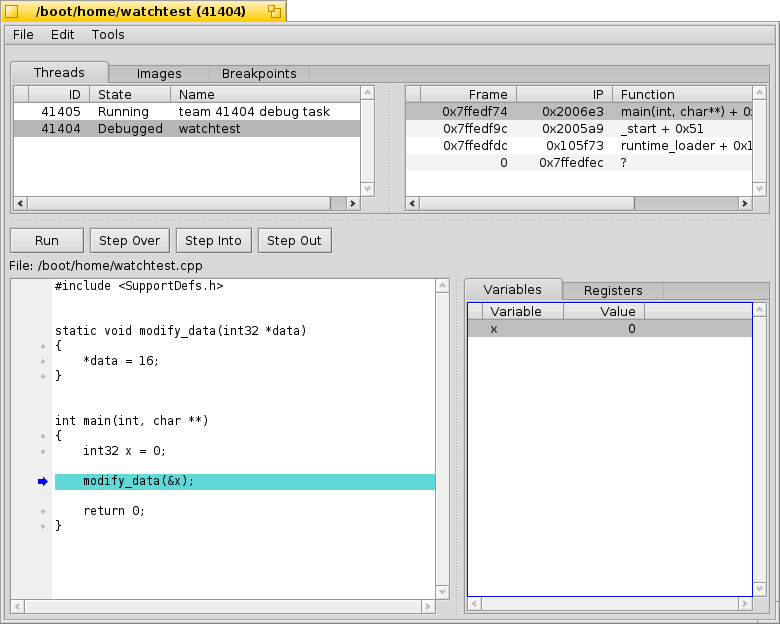 /boot/home/watchtest (41404)
File Edit Tools
Threads Images Breakpoints
ID State Name
41405 Running team 41404 debug task
41404 Debugged watchtest
Frame IP Function
0x7ffedf74 0x2006e3 main(int, char**) + 0
0x7ffedf9c 0x2005a9 _start + 0x51
0x7ffedfdc 0x105f73 runtime_loader + 0x1
0 0x7ffedfec ?
Run Step Over Step Into Step Out
File: /boot/home/watchtest.cpp
#include <SupportDefs.h>
static void modify_data(int32 *data)
{
*data = 16;
}
int main(int, char **)
{
int32 x = 0;
modify_data(&x);
return 0;
}
Variables Registers
Variable Value
x 0